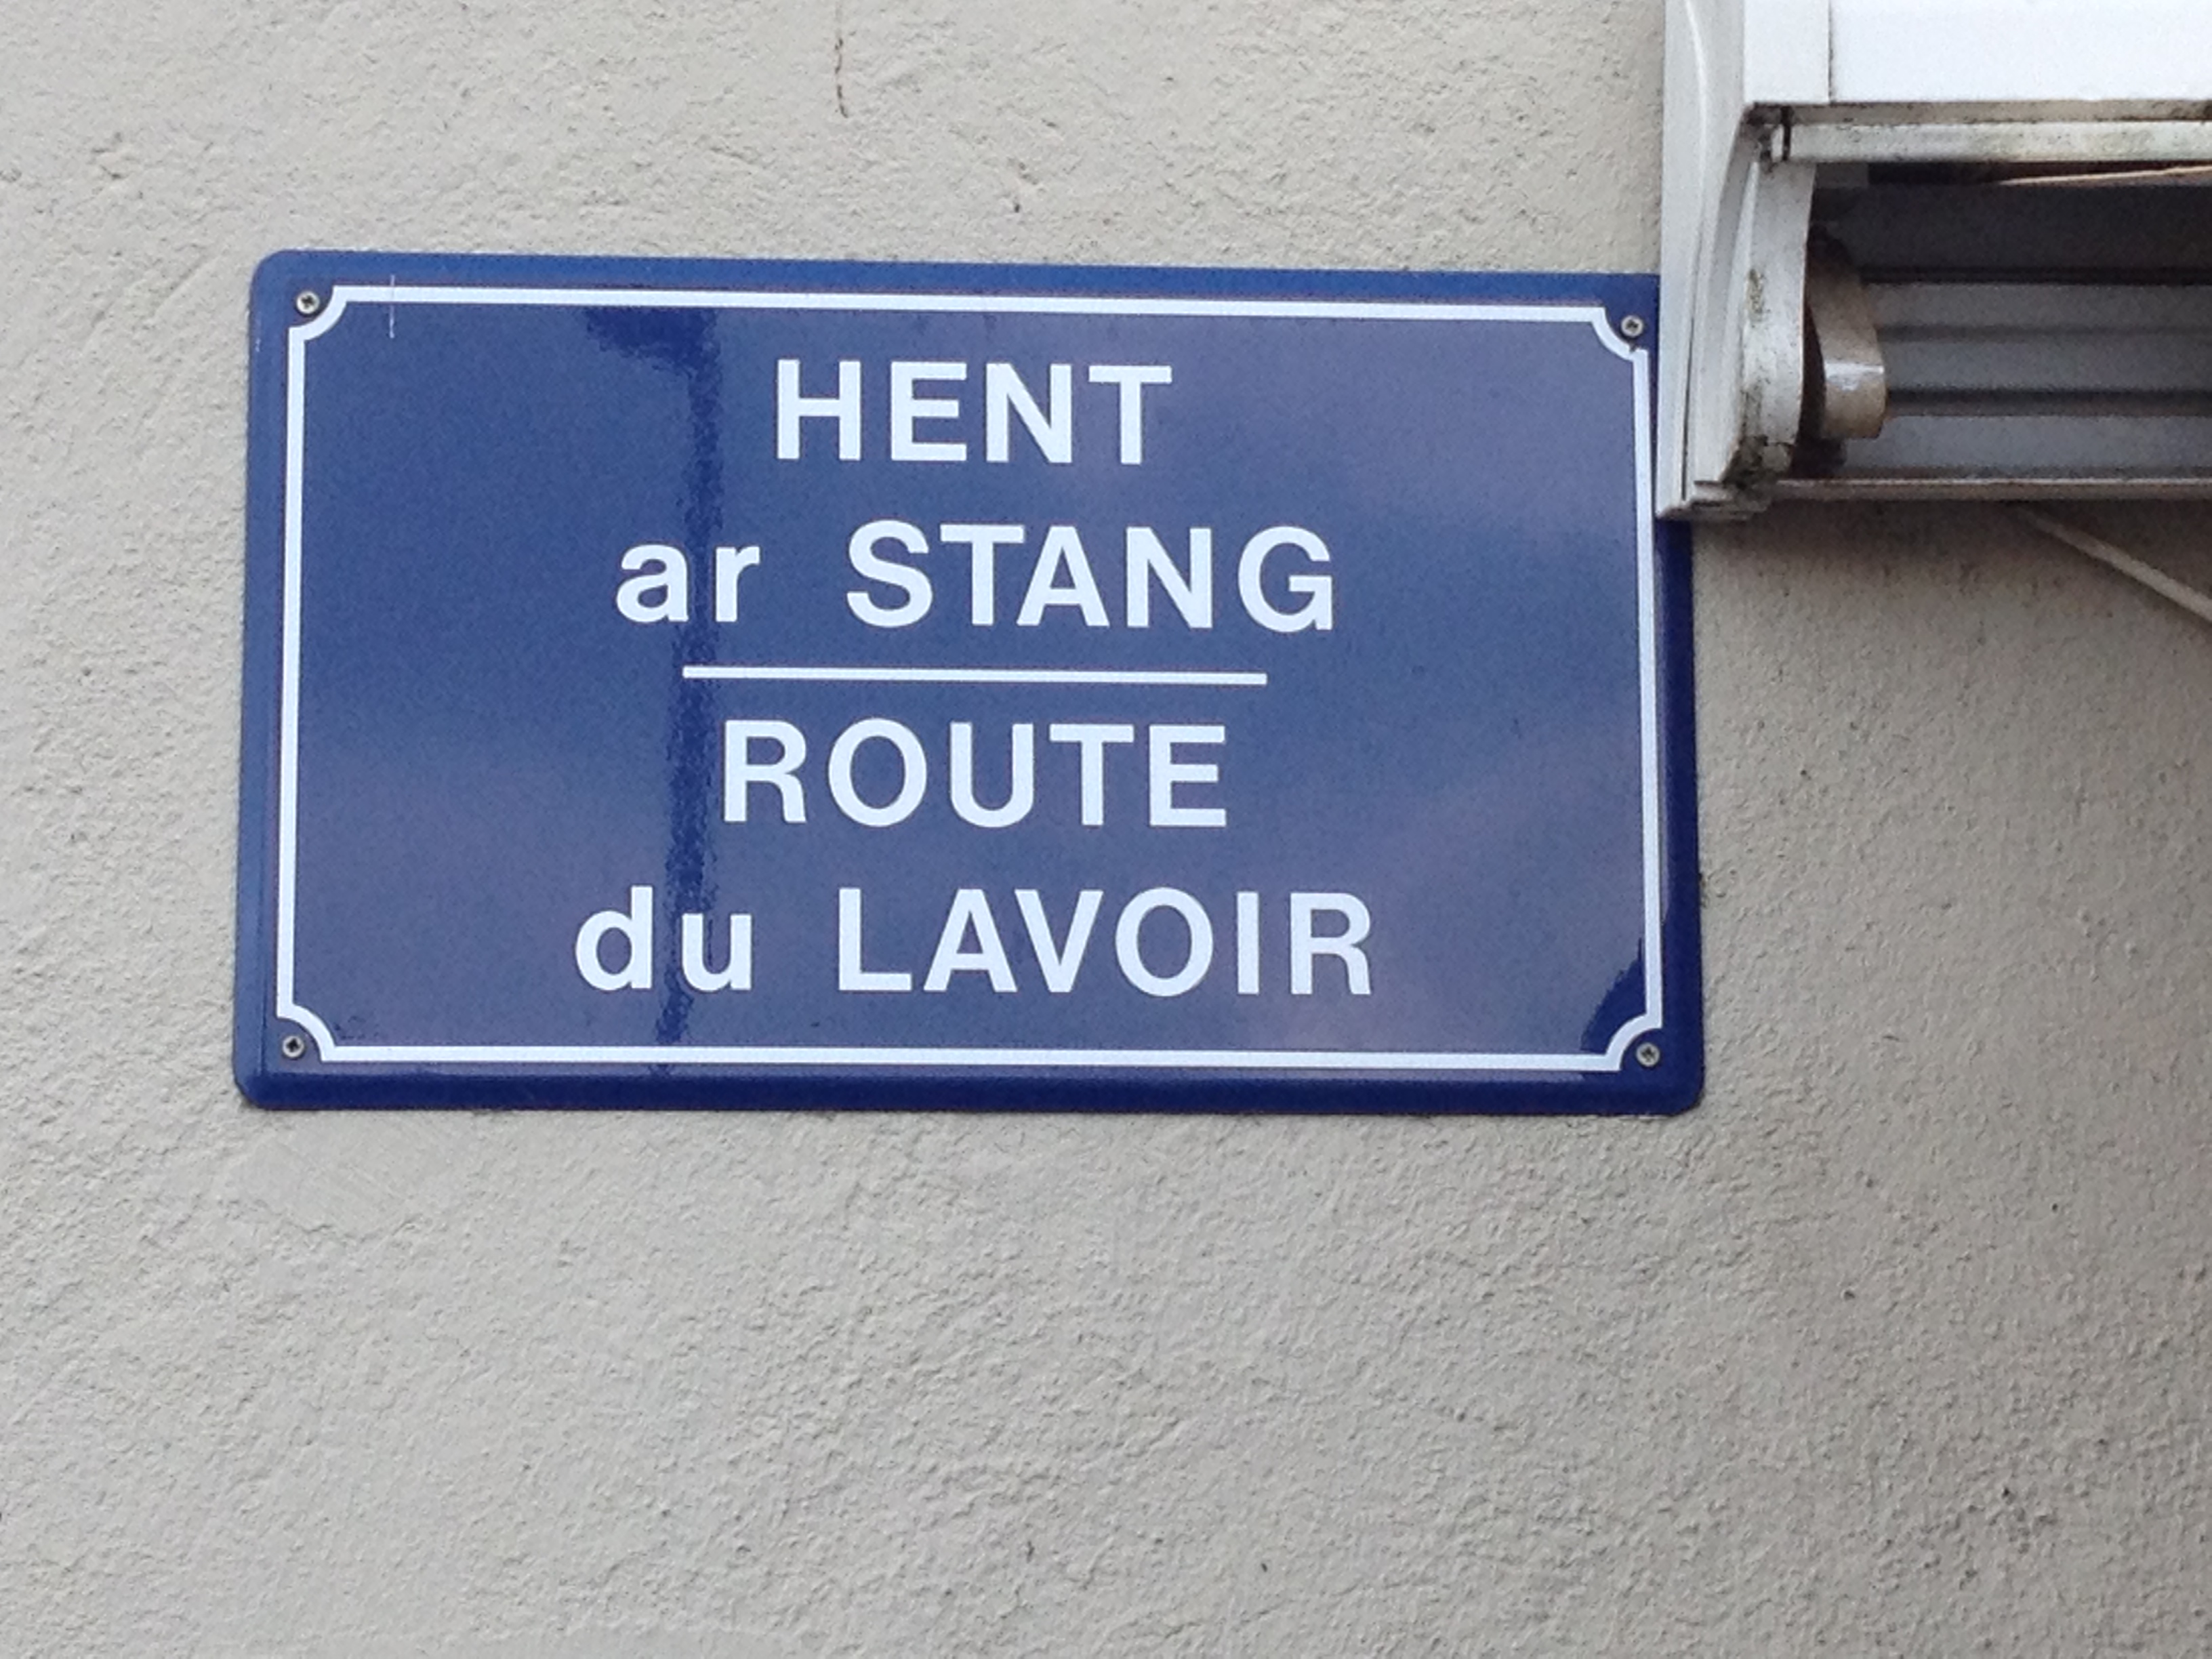 HENT
ar STANG
ROUTE
du LAVOIR